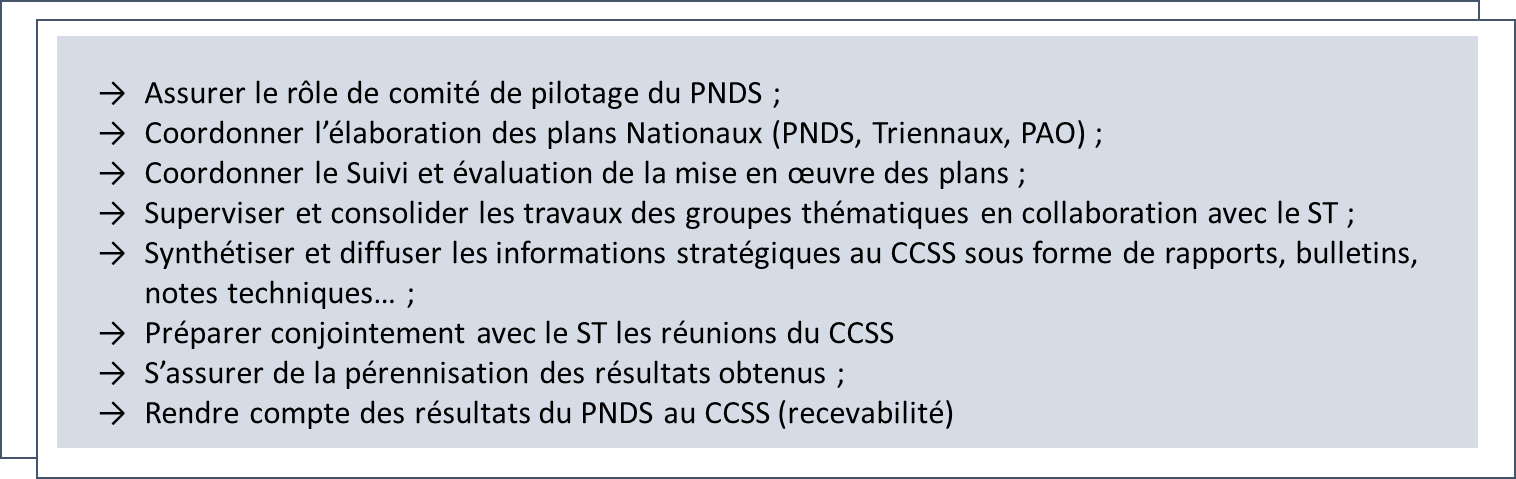 → Assurer le rôle de comité de pilotage du PNDS ;
→ Coordonner l’élaboration des plans Nationaux (PNDS, Triennaux, PAO) ;
→ Coordonner le Suivi et évaluation de la mise en œuvre des plans ;
→ Superviser et consolider les travaux des groupes thématiques en collaboration avec le ST ;
→ Synthétiser et diffuser les informations stratégiques au CCSS sous forme de rapports, bulletins,
notes techniques… ;
→ Préparer conjointement avec le ST les réunions du CCSS
→ S’assurer de la pérennisation des résultats obtenus ;
→ Rendre compte des résultats du PNDS au CCSS (recevabilité)